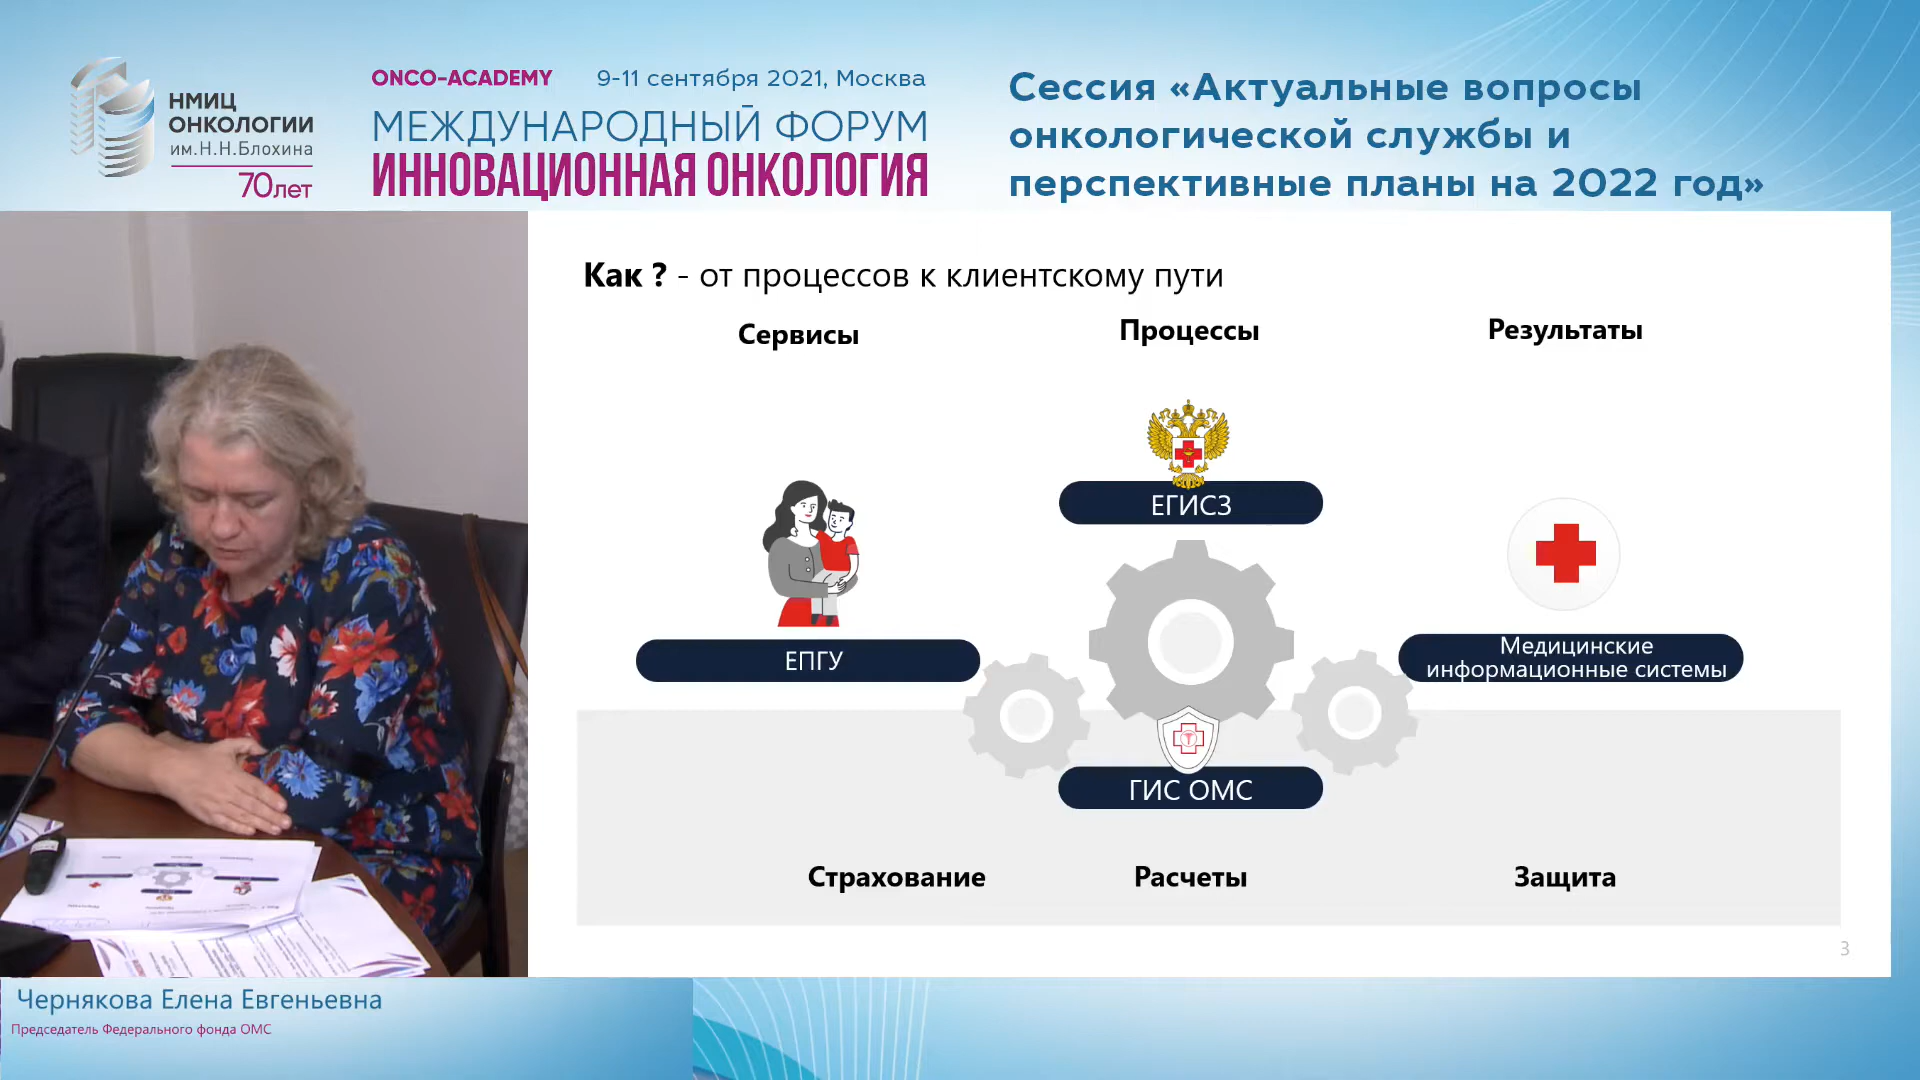 НМИЦ
ОНКОЛОГИИ
им.Н.Н.Блохина
70лет
ONCO-ACADEMY 9-11 сентября 2021, Москва
МЕЖДУНАРОДНЫЙ ФОРУМ
ИННОВАЦИОННАЯ ОНКОЛОГИЯ
Сессия «Актуальные вопросы
онкологической службы и
перспективные планы на 2022 год»
Как ? - от процессов к клиентскому пути
Сервисы Процессы Результаты
ЕГИСЗ
ЕПГУ
Медицинские
информационные системы
ГИС ОМС
Страхование Расчеты Защита
3
Чернякова Елена Евгеньевна
Председатель Федерального фонда ОМС